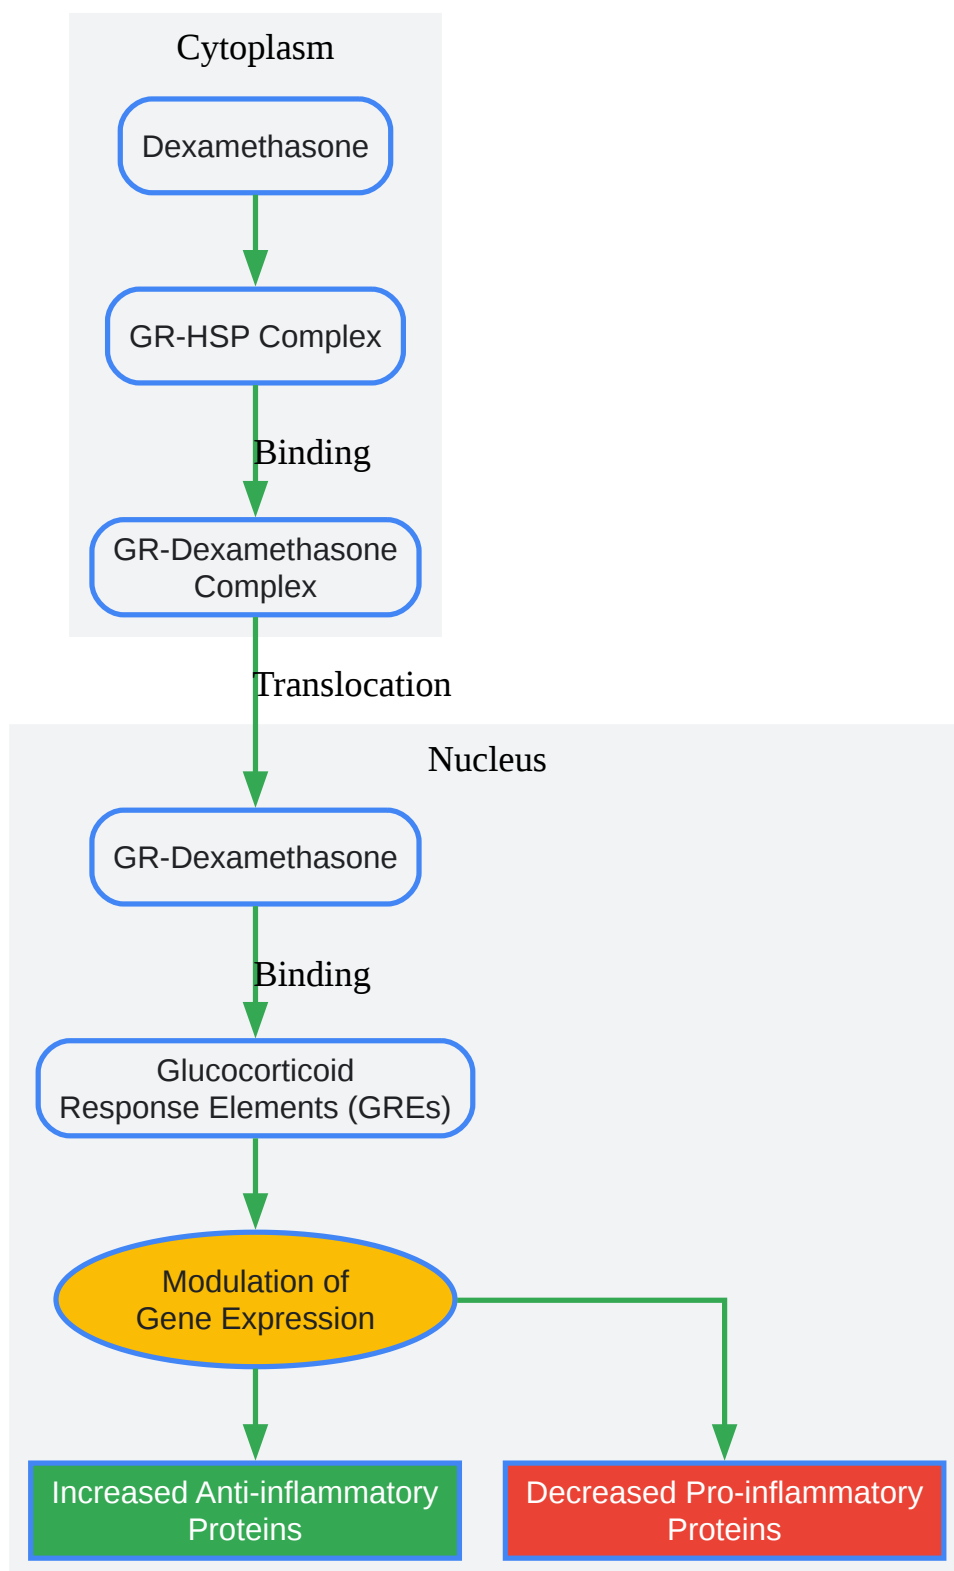 Cytoplasm
Dexamethasone
GR-HSP Complex
Binding
GR-Dexamethasone
Complex
Translocation
Nucleus
GR-Dexamethasone
Binding
Glucocorticoid
Response Elements (GREs)
Modulation of
Gene Expression
Increased Anti-inflammatory
Proteins
Decreased Pro-inflammatory
Proteins